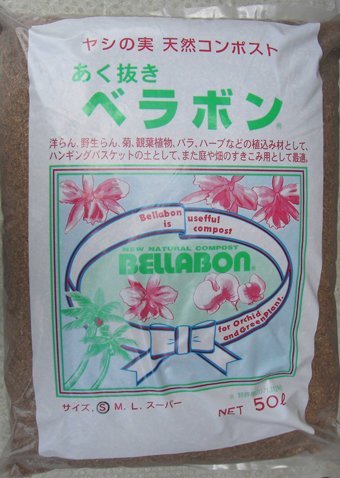 ヤシの実 天然コンポスト
あく抜き
ベラボン®
洋らん、野生らん、菊、観葉植物、バラ、ハーブなどの植込み材として、
ハンギングバスケットの土として、また庭や畑のすきこみ用として最適。
Bellabon
is usefful
compost
NEW NATURAL COMPOST
BELLABON®
for Orchid
and GreenPlant.
サイズ、Ⓢ M. L. スーパー
NET 50ℓ